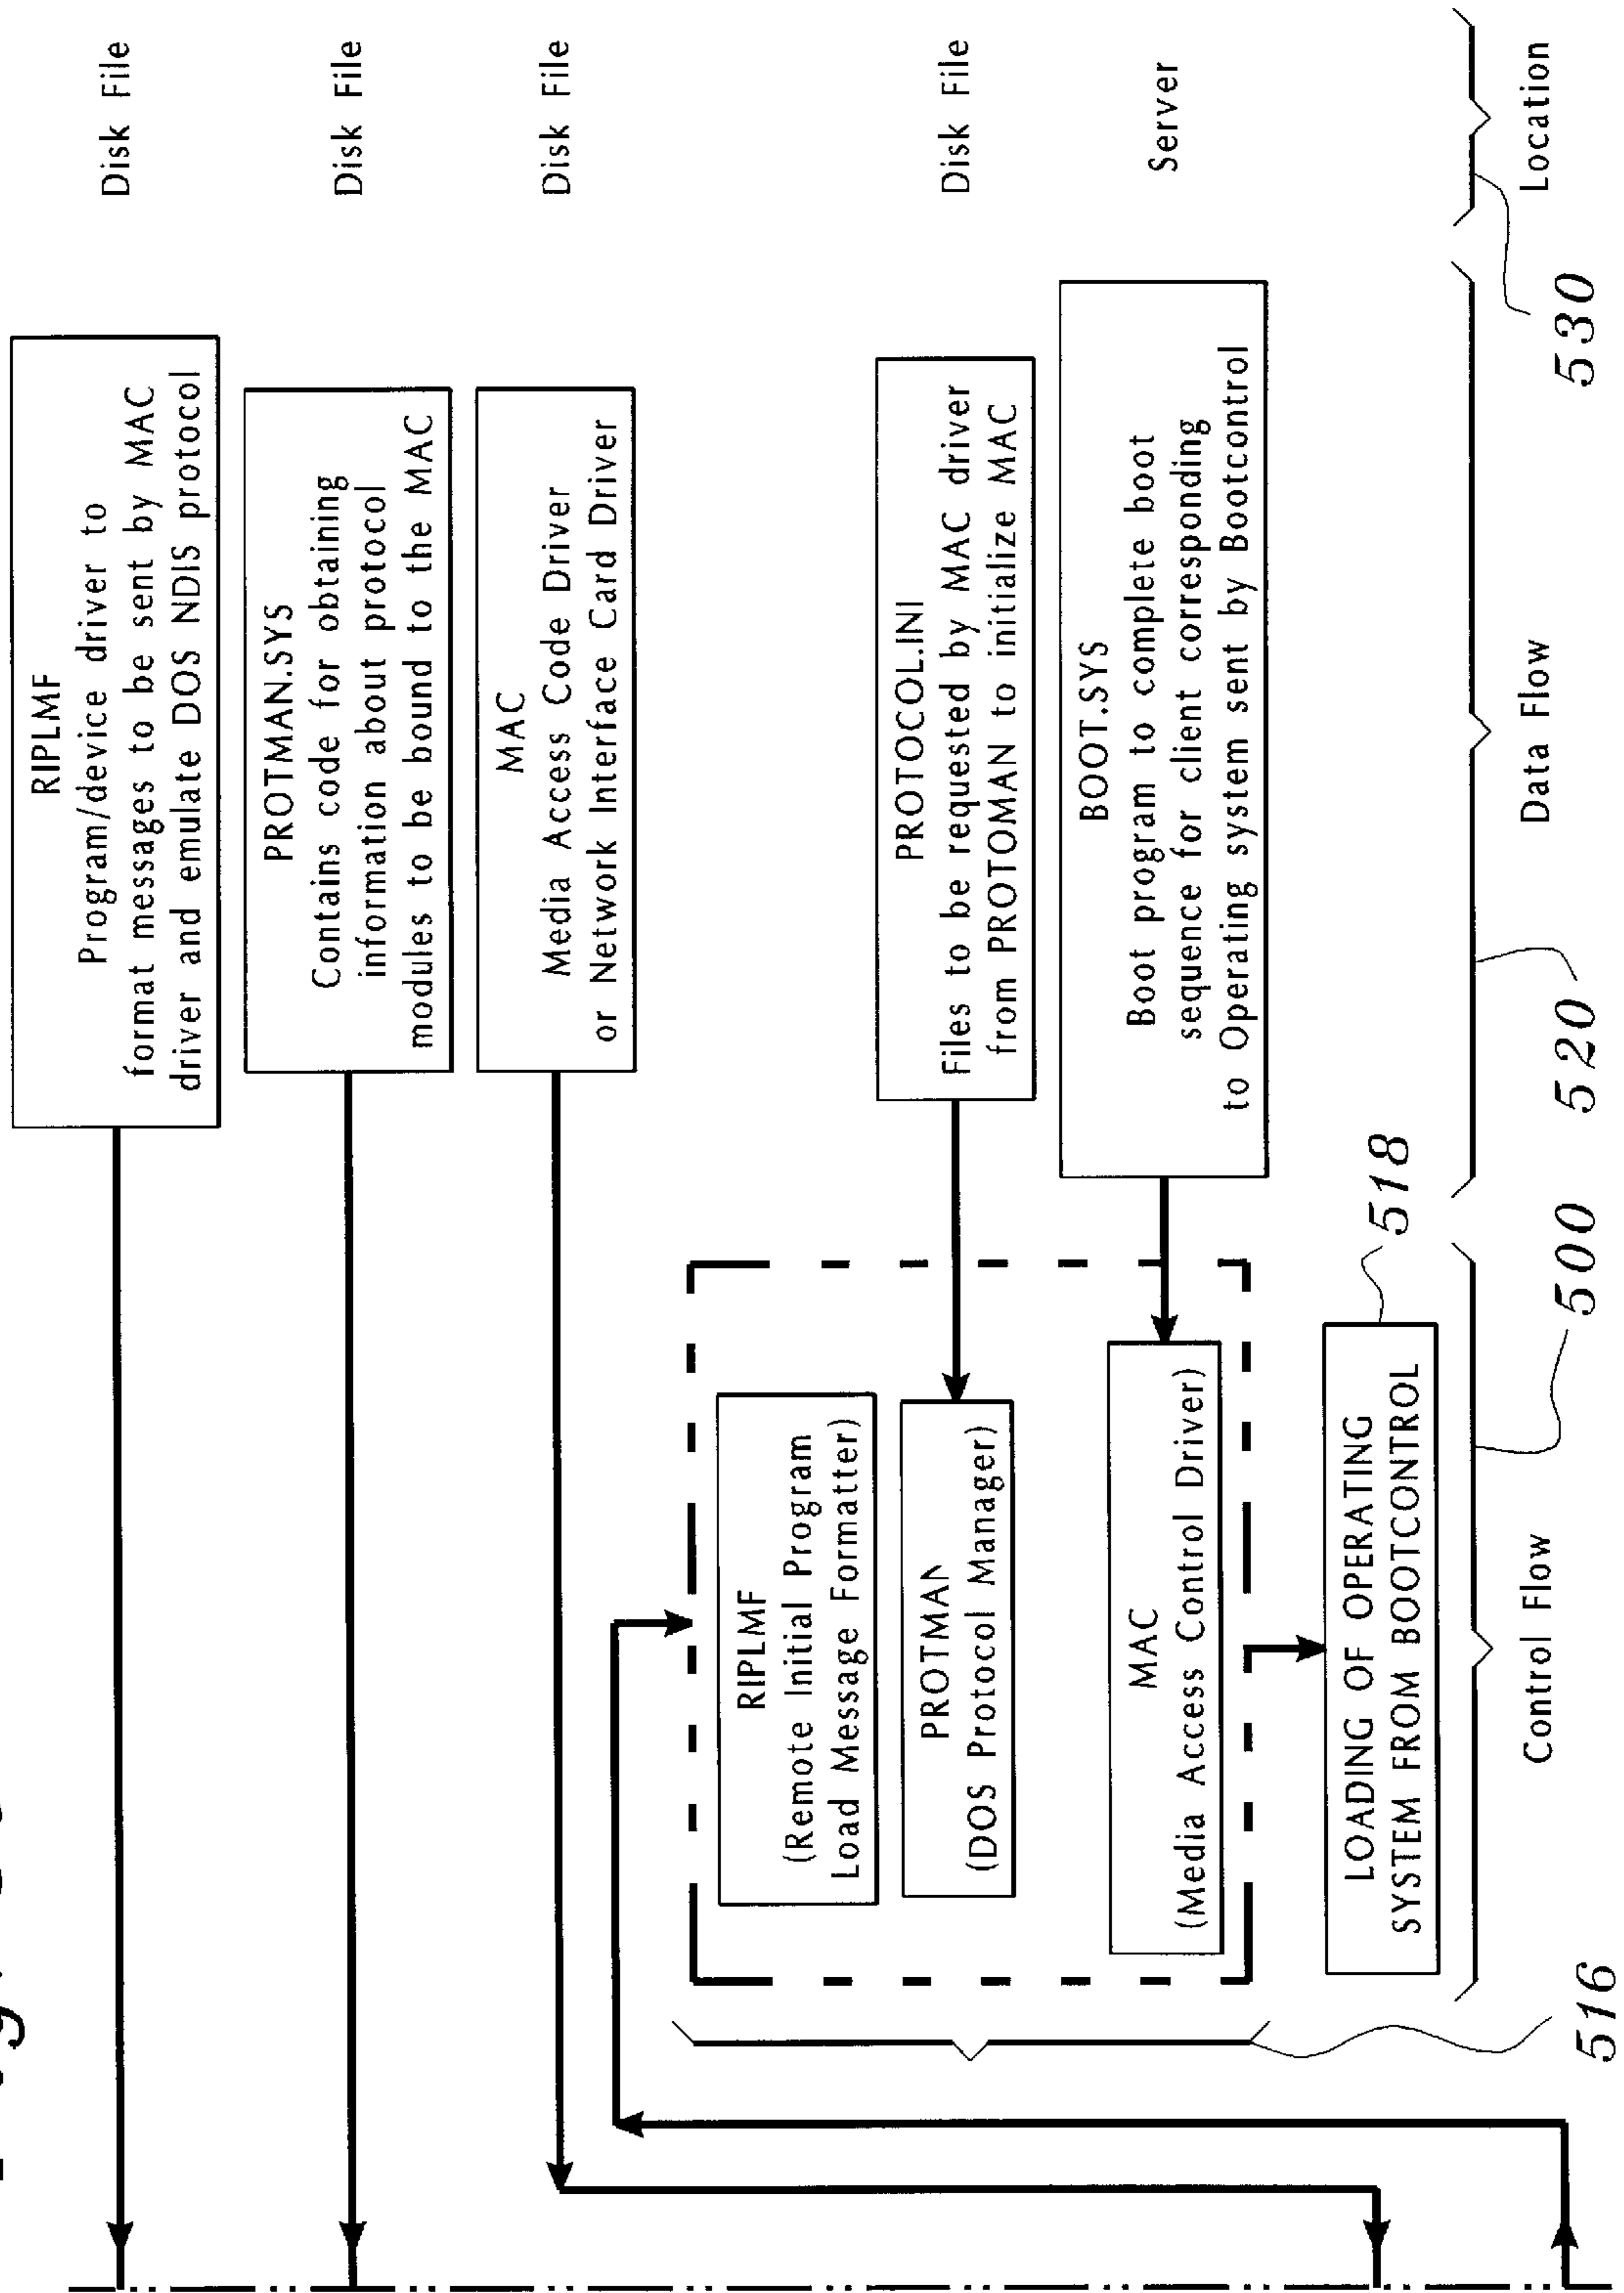 RIPLMF
Program/device driver to
format messages to be sent by MAC
driver and emulate DOS NDIS protocol
Disk File
PROTMAN.SYS
Contains code for obtaining
information about protocol
modules to be bound to the MAC
Disk File
MAC
Media Access Code Driver
or Network Interface Card Driver
Disk File
RIPLMF
(Remote Initial Program
Load Message Formatter)
PROTMAN
(DOS Protocol Manager)
PROTOCOL.INI
Files to be requested by MAC driver
from PROTOMAN to initialize MAC
Disk File
MAC
(Media Access Control Driver)
BOOT.SYS
Boot program to complete boot
sequence for client corresponding
to Operating system sent by Bootcontrol
Server
LOADING OF OPERATING
SYSTEM FROM BOOTCONTROL
518
Control Flow
Data Flow
Location
516
500
520
530